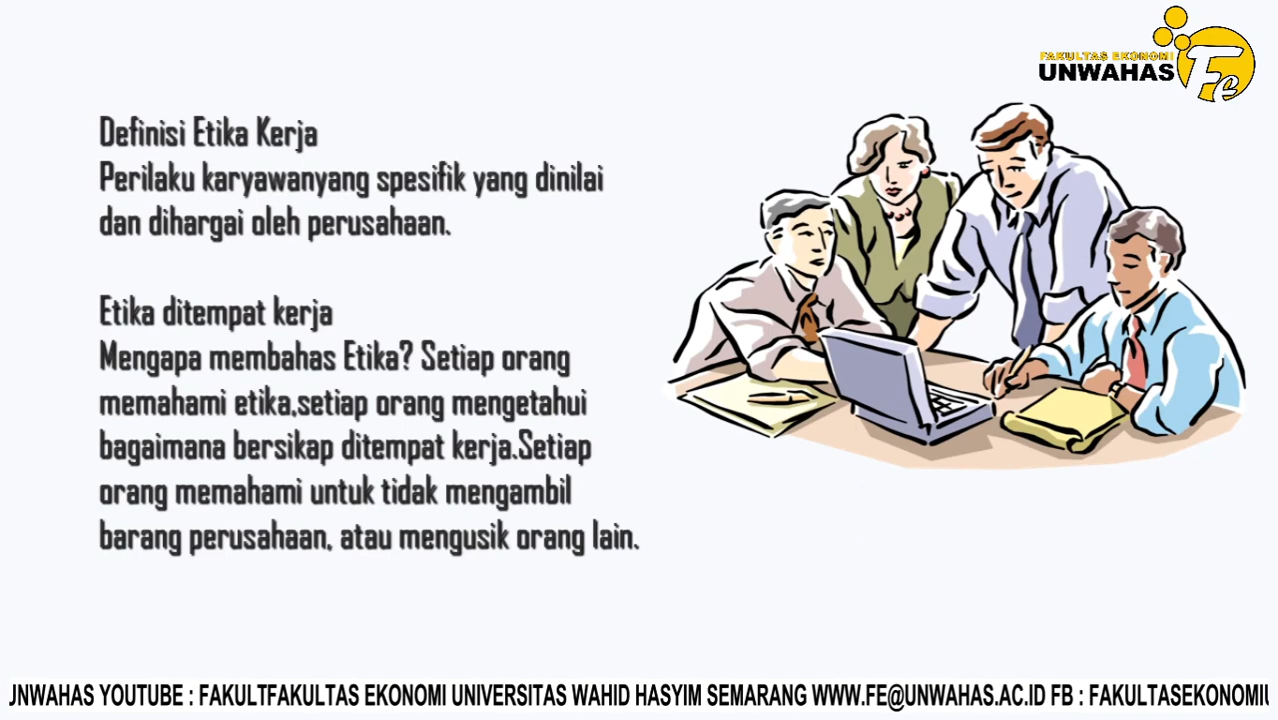 FAKULTAS EKONOMI
UNWAHAS Fe
Definisi Etika Kerja
Perilaku karyawanyang spesifik yang dinilai
dan dihargai oleh perusahaan.
Etika ditempat kerja
Mengapa membahas Etika? Setiap orang
memahami etika,setiap orang mengetahui
bagaimana bersikap ditempat kerja.Setiap
orang memahami untuk tidak mengambil
barang perusahaan, atau mengusik orang lain.
UNWAHAS YOUTUBE : FAKULTFAKULTAS EKONOMI UNIVERSITAS WAHID HASYIM SEMARANG WWW.FE@UNWAHAS.AC.ID FB : FAKULTASEKONOMIU